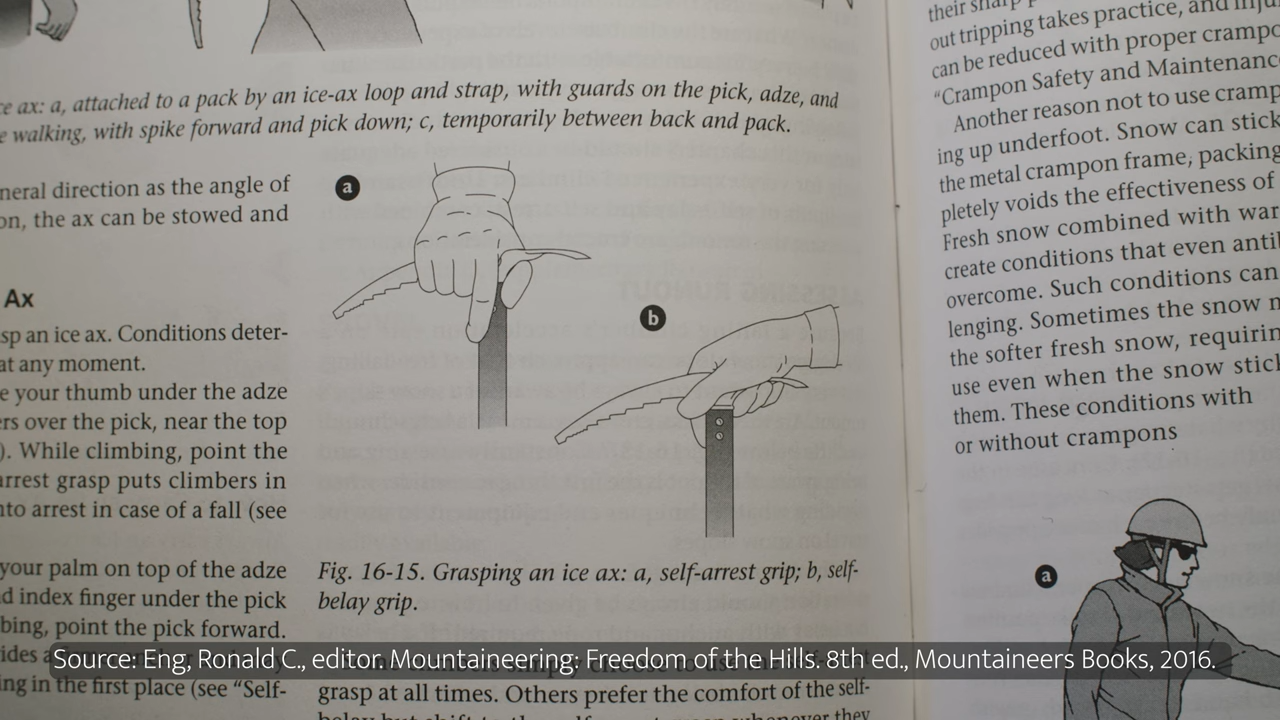 ce ax: a, attached to a pack by an ice-ax loop and strap, with guards on the pick, adze, and
e walking, with spike forward and pick down; c, temporarily between back and pack.
neral direction as the angle of
on, the ax can be stowed and
Ax
sp an ice ax. Conditions deter-
at any moment.
e your thumb under the adze
ers over the pick, near the top
). While climbing, point the
arrest grasp puts climbers in
nto arrest in case of a fall (see
your palm on top of the adze
d index finger under the pick
bing, point the pick forward.
ides a
ng in the first place (see “Self-
a
b
Fig. 16-15. Grasping an ice ax: a, self-arrest grip; b, self-
belay grip.
grasp at all times. Others prefer the comfort of the self-
their sharp
out tripping takes practice, and inju
can be reduced with proper crampo
“Crampon Safety and Maintenanc
Another reason not to use cramp
ing up underfoot. Snow can stick
the metal crampon frame, packing
pletely voids the effectiveness of
Fresh snow combined with war
create conditions that even anti
overcome. Such conditions can
lenging. Sometimes the snow n
the softer fresh snow, requirin
use even when the snow stic
them. These conditions with
or without crampons
a
Source: Eng, Ronald C., editor. Mountaineering: Freedom of the Hills. 8th ed., Mountaineers Books, 2016.